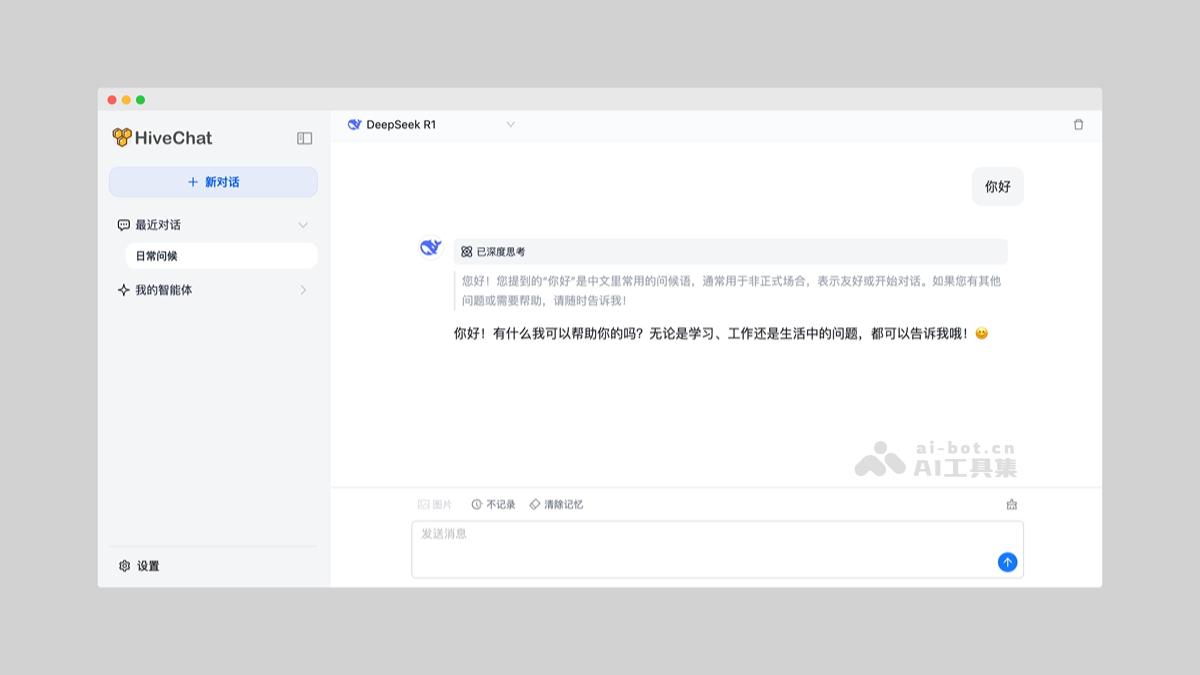 HiveChat
DeepSeek R1
+ 新对话
你好
最近对话
日常问候
已深度思考
我的智能体
您好！您提到的“你好”是中文里常用的问候语，通常用于非正式场合，表示友好或开始对话。如果您有其他
问题或需要帮助，请随时告诉我！
你好！有什么我可以帮助你的吗？无论是学习、工作还是生活中的问题，都可以告诉我哦！😊
ai-bot.cn
AI工具集
图片 不记录 清除记忆
发送消息
设置